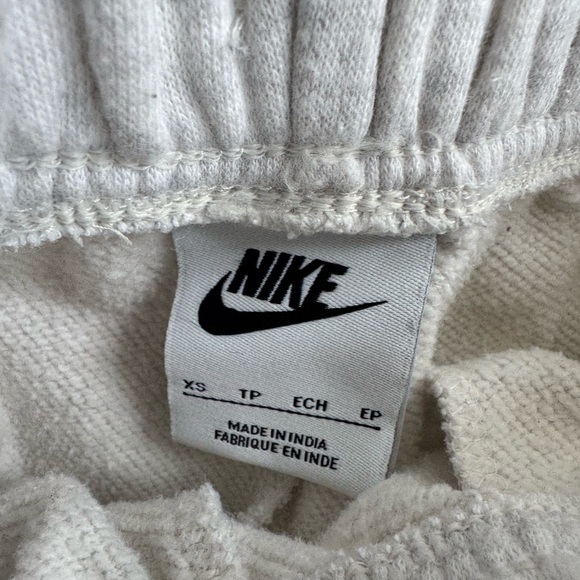 NIKE
XS TP ECH EP
MADE IN INDIA
FABRIQUE EN INDE